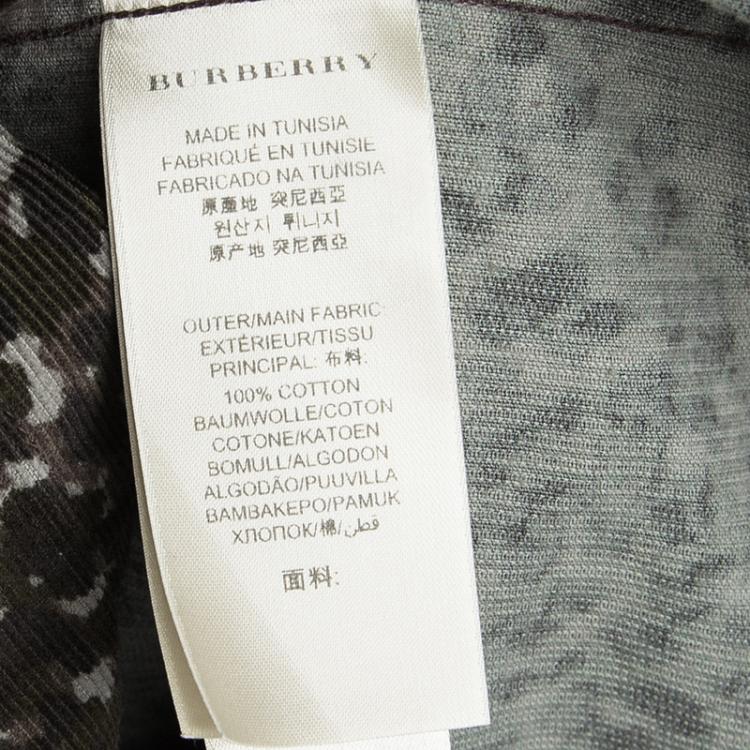 BURBERRY
MADE IN TUNISIA
FABRIQUÉ EN TUNISIE
FABRICADO NA TUNISIA
原產地 突尼西亞
원산지 튀니지
原产地 突尼西亞
OUTER/MAIN FABRIC:
EXTÉRIEUR/TISSU
PRINCIPAL: 布料:
100% COTTON
BAUMWOLLE/COTON
COTONE/KATOEN
BOMULL/ALGODON
ALGODÃO/PUUVILLA
ΒΑΜΒΑΚΕΡΟ/PAMUK
ХЛОПОК/棉/قطن
面料: